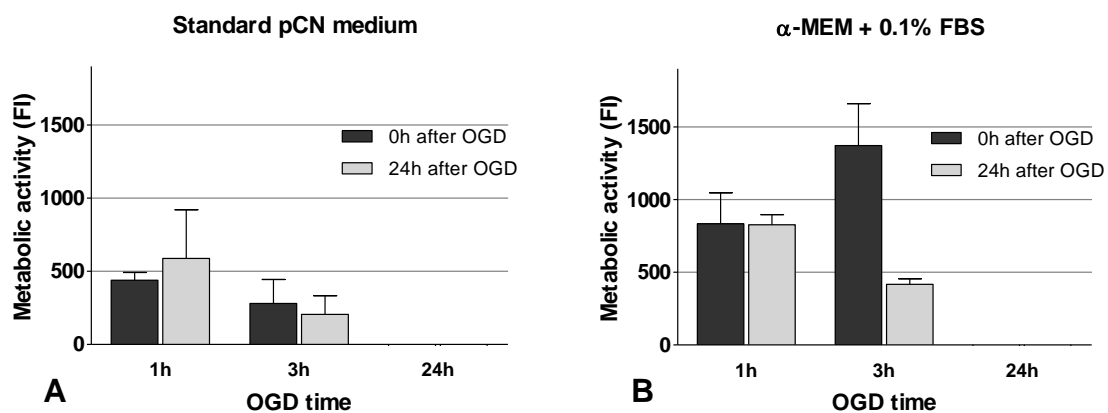 Standard pCN medium
Metabolic activity (FI)
1500
1000
500
0
0h after OGD
24h after OGD
1h
3h
24h
OGD time
A
α-MEM + 0.1% FBS
Metabolic activity (FI)
1500
1000
500
0
0h after OGD
24h after OGD
1h
3h
24h
OGD time
B